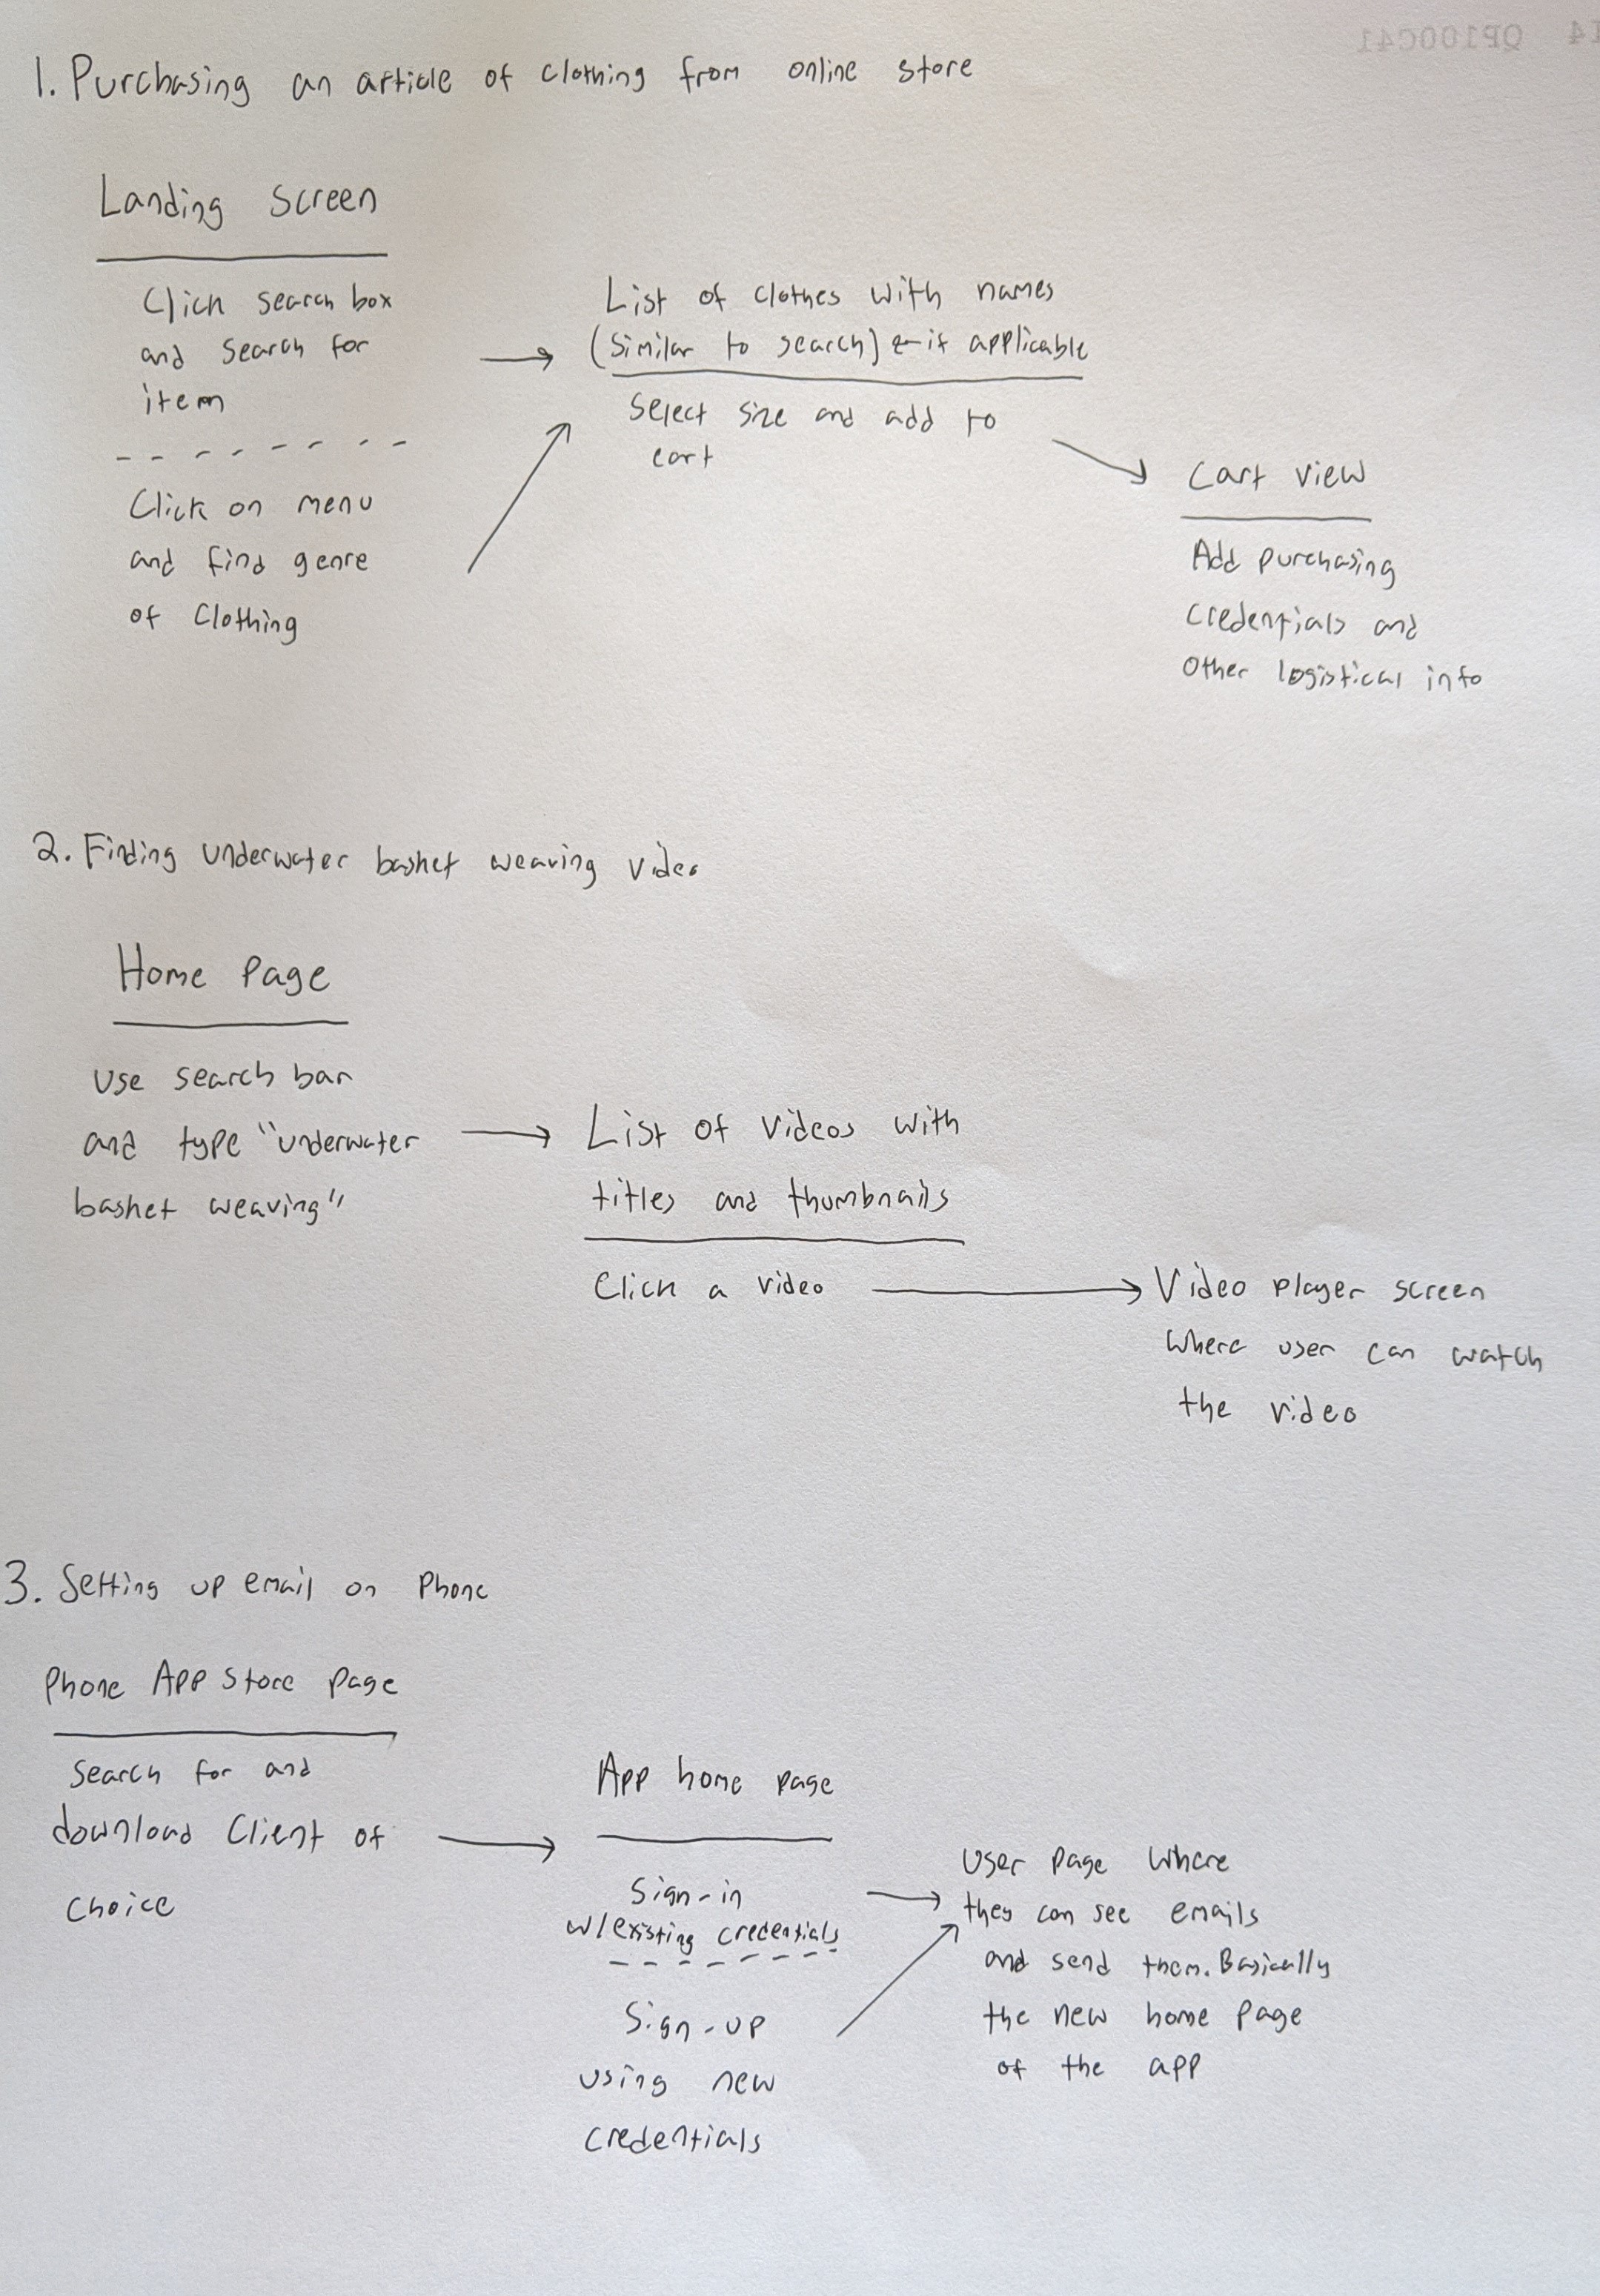 QP100C41 14
1. Purchasing an article of clothing from online store
Landing Screen
Click search box
and search for
item
Click on menu
and find genre
of Clothing
List of clothes with names
(similar to search) ← if applicable
Select size and add to
cart
Cart view
Add purchasing
credentials and
other logistical info
2. Finding underwater basket weaving video
Home Page
Use search bar
and type "underwater
basket weaving"
List of videos with
titles and thumbnails
Click a video
Video player screen
where user can watch
the video
3. Setting up email on phone
Phone App Store page
Search for and
download Client of
choice
App home page
Sign-in
w/existing credentials
Sign-up
using new
credentials
User page where
they can see emails
and send them. Basically
the new home page
of the app